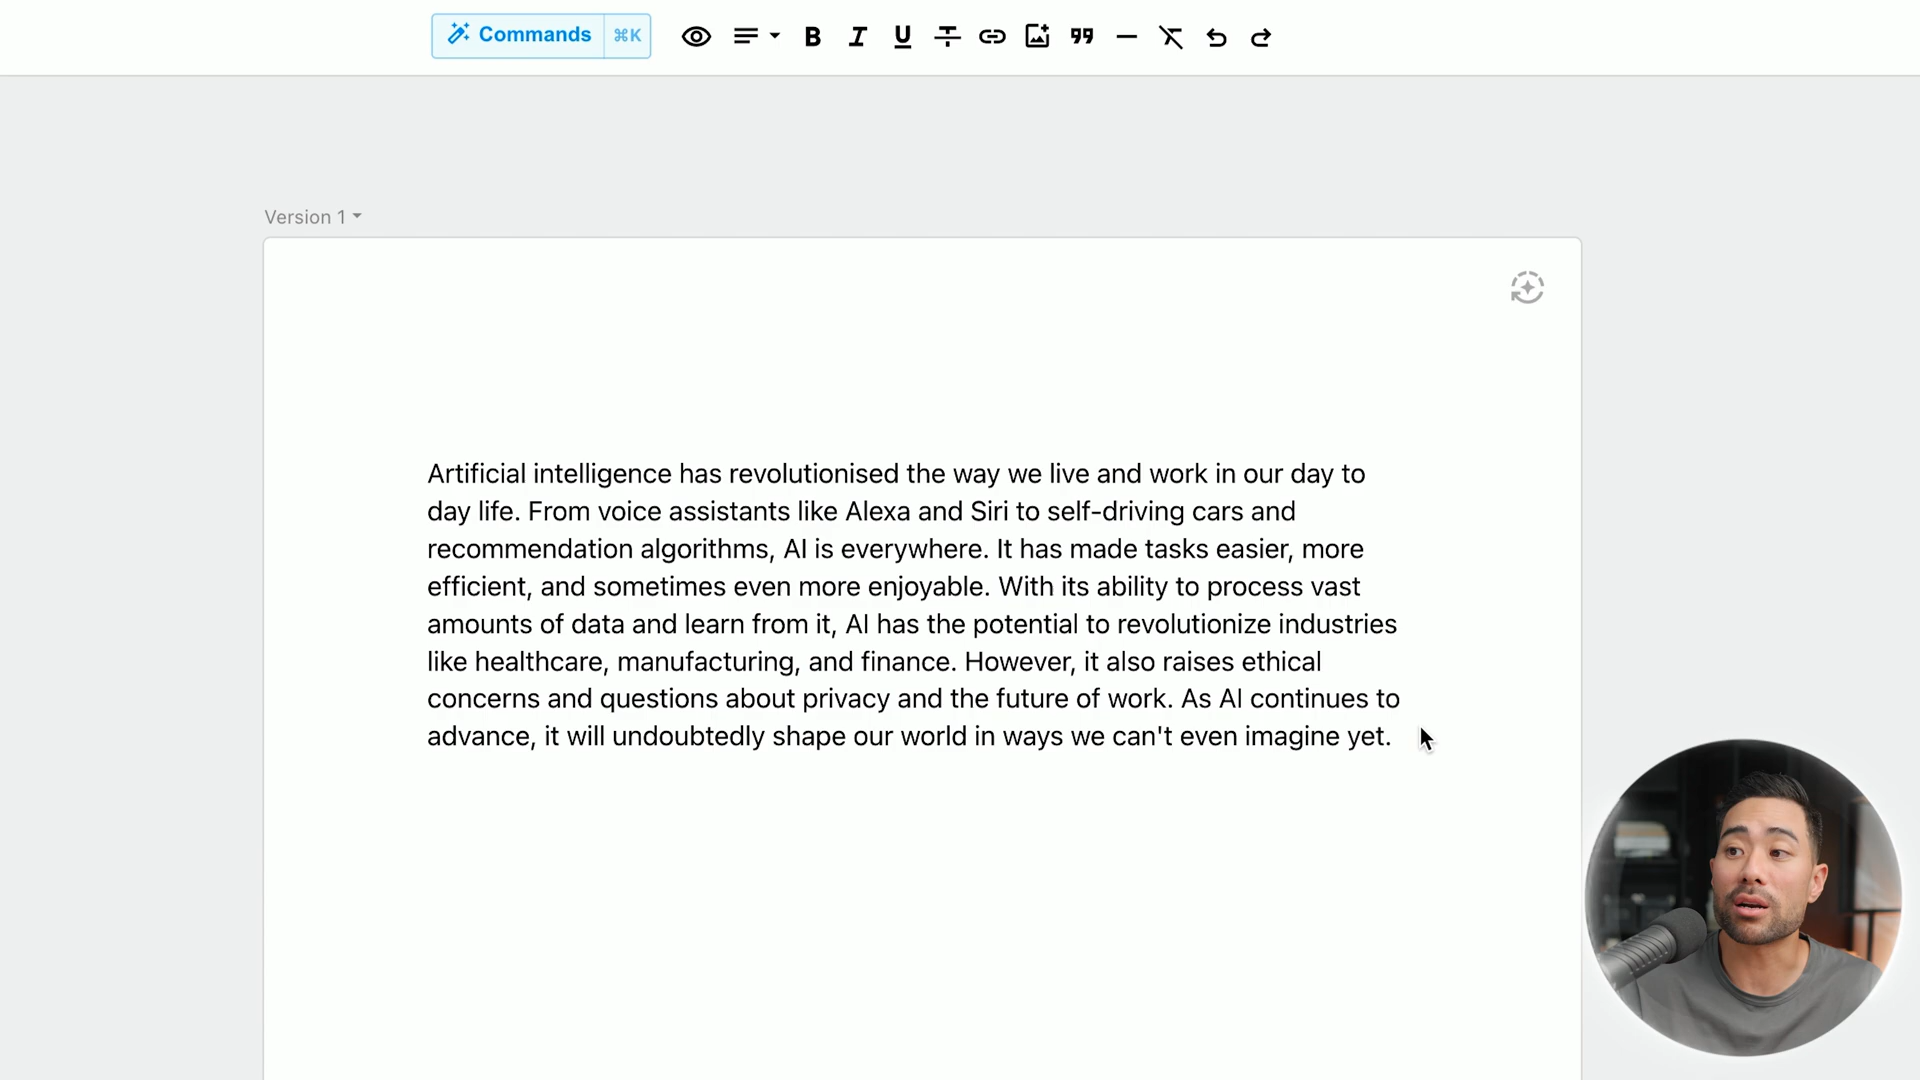 Commands ⌘K
Version 1
Artificial intelligence has revolutionised the way we live and work in our day to
day life. From voice assistants like Alexa and Siri to self-driving cars and
recommendation algorithms, AI is everywhere. It has made tasks easier, more
efficient, and sometimes even more enjoyable. With its ability to process vast
amounts of data and learn from it, AI has the potential to revolutionize industries
like healthcare, manufacturing, and finance. However, it also raises ethical
concerns and questions about privacy and the future of work. As AI continues to
advance, it will undoubtedly shape our world in ways we can't even imagine yet.